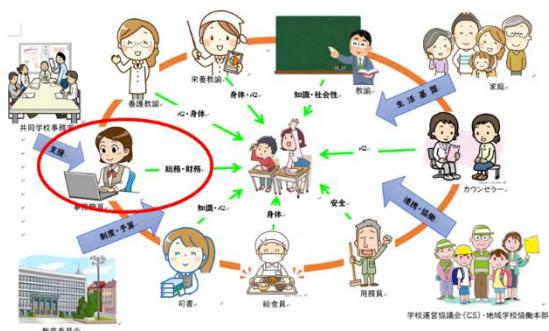 栄養教諭
教諭
家庭
養護教諭
身体・心
知識・社会性
生活基盤
共同学校事務室
心・身体
支援
総務・財務
心
カウンセラー
事務職員
知識・心
身体
安全
連携・協働
制度・予算
司書
給食員
用務員
学校運営協議会（CS）・地域学校協働本部
教育委員会